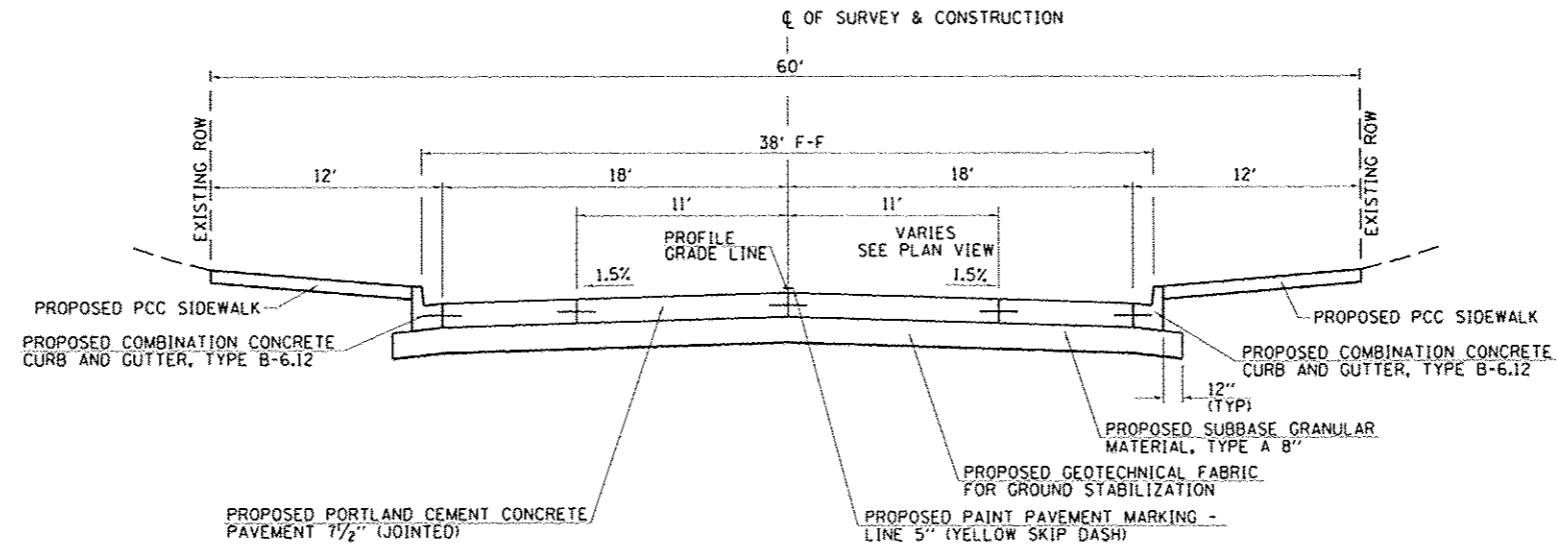 ℄ OF SURVEY & CONSTRUCTION
60'
EXISTING ROW
EXISTING ROW
38' F-F
12'
18'
18'
12'
11'
11'
PROFILE
GRADE LINE
VARIES
SEE PLAN VIEW
1.5%
1.5%
PROPOSED PCC SIDEWALK
PROPOSED PCC SIDEWALK
PROPOSED COMBINATION CONCRETE
CURB AND GUTTER, TYPE B-6.12
PROPOSED COMBINATION CONCRETE
CURB AND GUTTER, TYPE B-6.12
12"
(TYP)
PROPOSED SUBBASE GRANULAR
MATERIAL, TYPE A 8"
PROPOSED GEOTECHNICAL FABRIC
FOR GROUND STABILIZATION
PROPOSED PORTLAND CEMENT CONCRETE
PAVEMENT 7 1/2" (JOINTED)
PROPOSED PAINT PAVEMENT MARKING -
LINE 5" (YELLOW SKIP DASH)